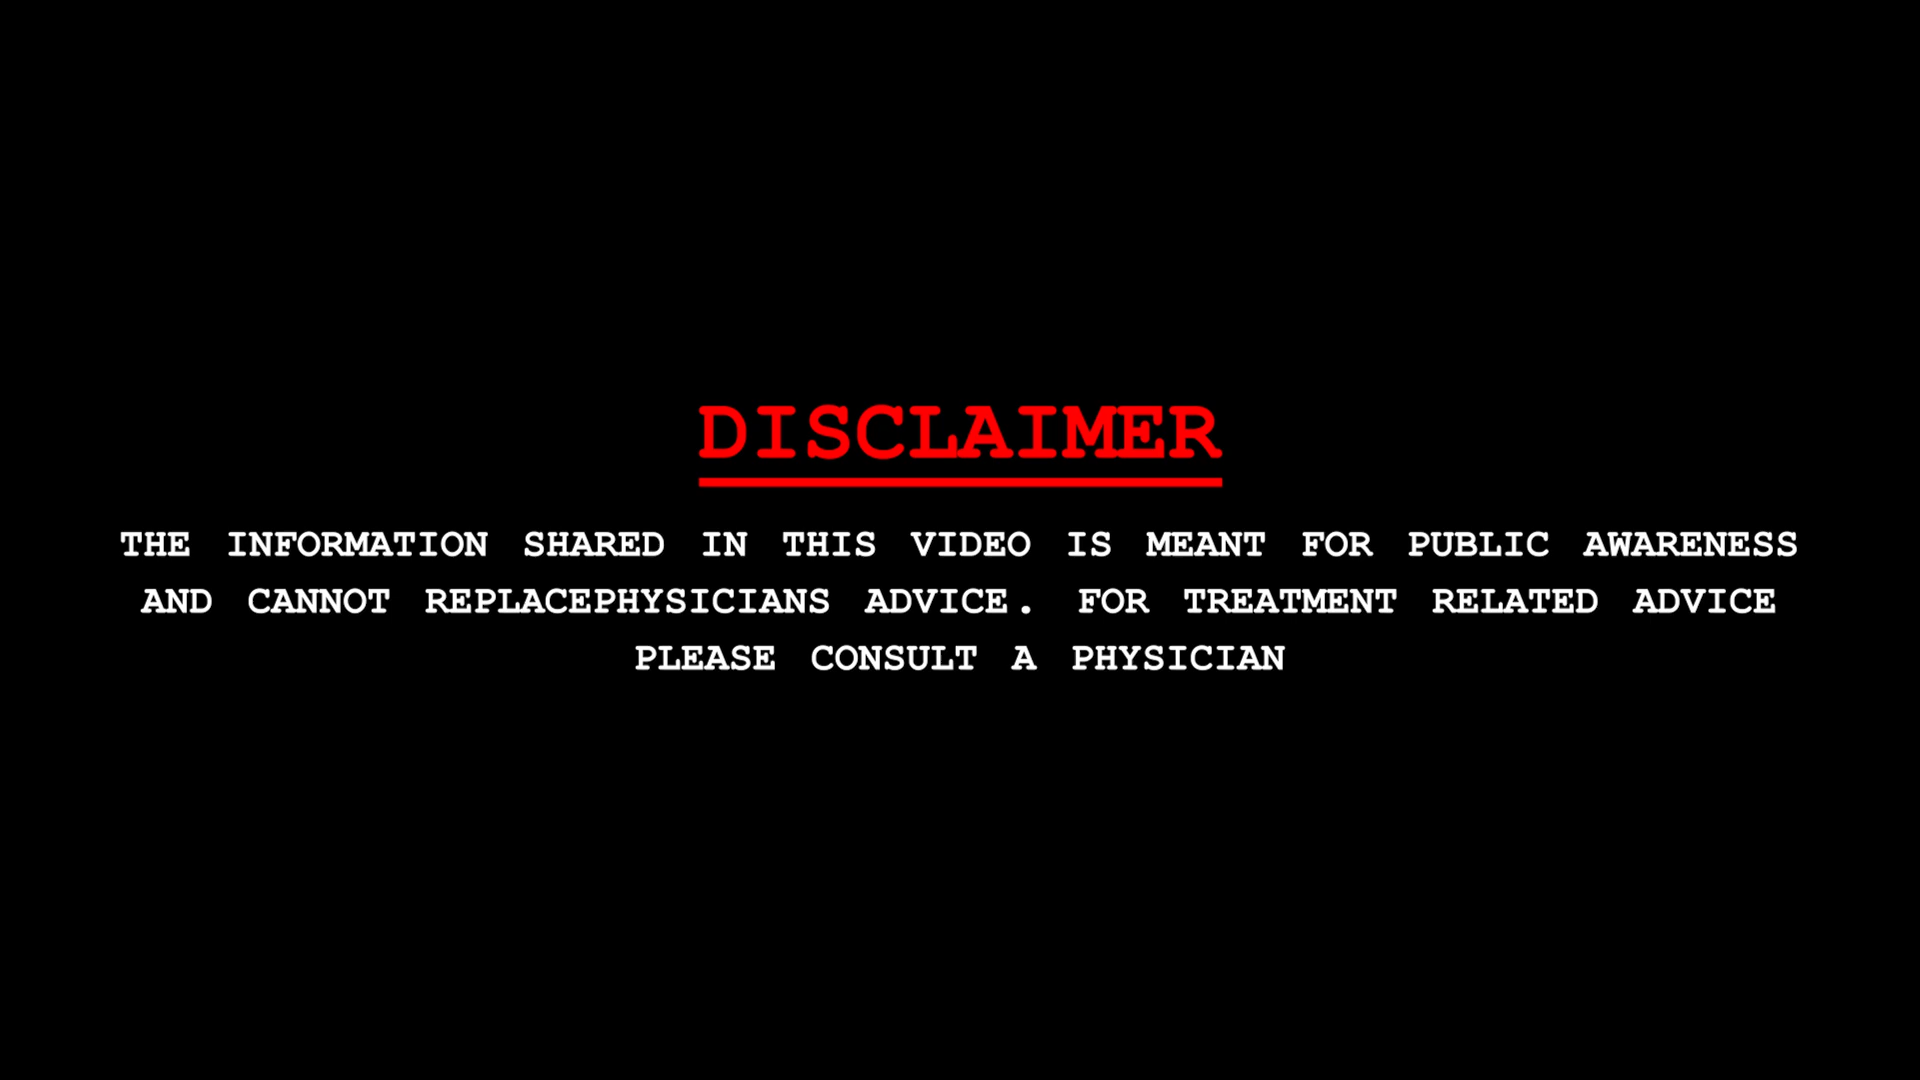 DISCLAIMER
THE INFORMATION SHARED IN THIS VIDEO IS MEANT FOR PUBLIC AWARENESS
AND CANNOT REPLACEPHYSICIANS ADVICE. FOR TREATMENT RELATED ADVICE
PLEASE CONSULT A PHYSICIAN